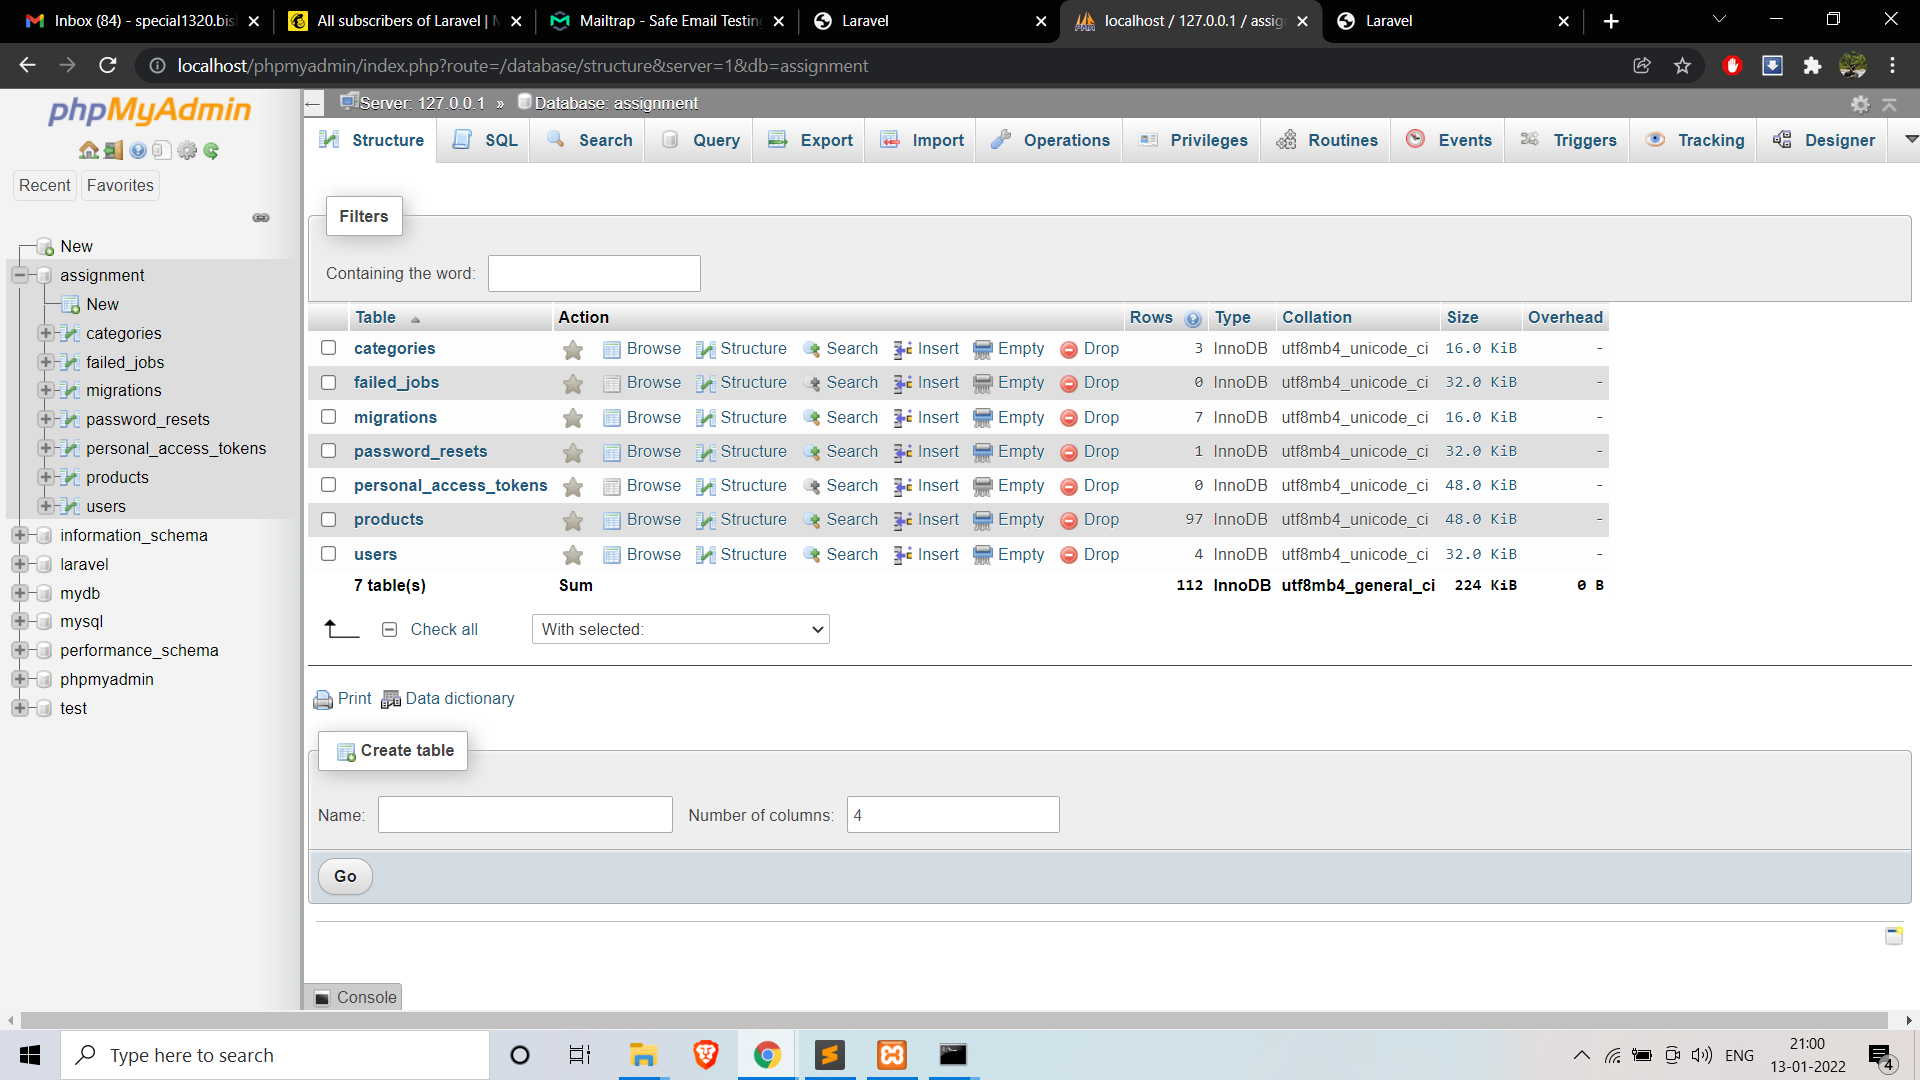 Inbox (84) - special1320.bis
All subscribers of Laravel | M
Mailtrap - Safe Email Testing
Laravel
localhost / 127.0.0.1 / assig
Laravel
localhost/phpmyadmin/index.php?route=/database/structure&server=1&db=assignment
phpMyAdmin
Recent Favorites
New
assignment
New
categories
failed_jobs
migrations
password_resets
personal_access_tokens
products
users
information_schema
laravel
mydb
mysql
performance_schema
phpmyadmin
test
Server: 127.0.0.1 » Database: assignment
Structure SQL Search Query Export Import Operations Privileges Routines Events Triggers Tracking Designer
Filters
Containing the word:
Table Action Rows Type Collation Size Overhead
categories Browse Structure Search Insert Empty Drop 3 InnoDB utf8mb4_unicode_ci 16.0 KiB -
failed_jobs Browse Structure Search Insert Empty Drop 0 InnoDB utf8mb4_unicode_ci 32.0 KiB -
migrations Browse Structure Search Insert Empty Drop 7 InnoDB utf8mb4_unicode_ci 16.0 KiB -
password_resets Browse Structure Search Insert Empty Drop 1 InnoDB utf8mb4_unicode_ci 32.0 KiB -
personal_access_tokens Browse Structure Search Insert Empty Drop 0 InnoDB utf8mb4_unicode_ci 48.0 KiB -
products Browse Structure Search Insert Empty Drop 97 InnoDB utf8mb4_unicode_ci 48.0 KiB -
users Browse Structure Search Insert Empty Drop 4 InnoDB utf8mb4_unicode_ci 32.0 KiB -
7 table(s) Sum 112 InnoDB utf8mb4_general_ci 224 KiB 0 B
Check all With selected:
Print Data dictionary
Create table
Name: Number of columns: 4
Go
Console
Type here to search
ENG
21:00
13-01-2022
4